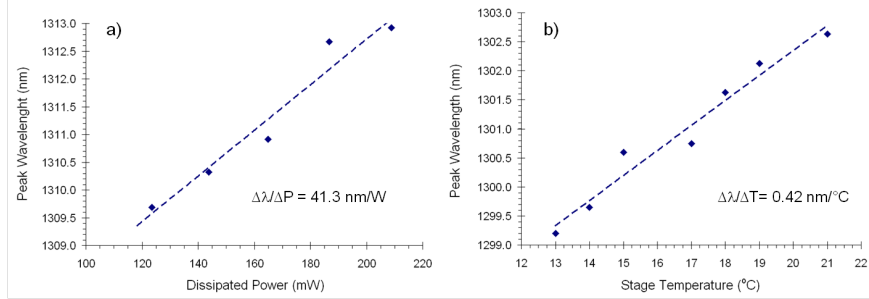 a)
Peak Wavelenght (nm)
1313.0
1312.5
1312.0
1311.5
1311.0
1310.5
1310.0
1309.5
1309.0
Δλ/ΔP = 41.3 nm/W
100 120 140 160 180 200 220
Dissipated Power (mW)
b)
Peak Wavelength (nm)
1303.0
1302.5
1302.0
1301.5
1301.0
1300.5
1300.0
1299.5
1299.0
Δλ/ΔT= 0.42 nm/°C
12 13 14 15 16 17 18 19 20 21 22
Stage Temperature (°C)